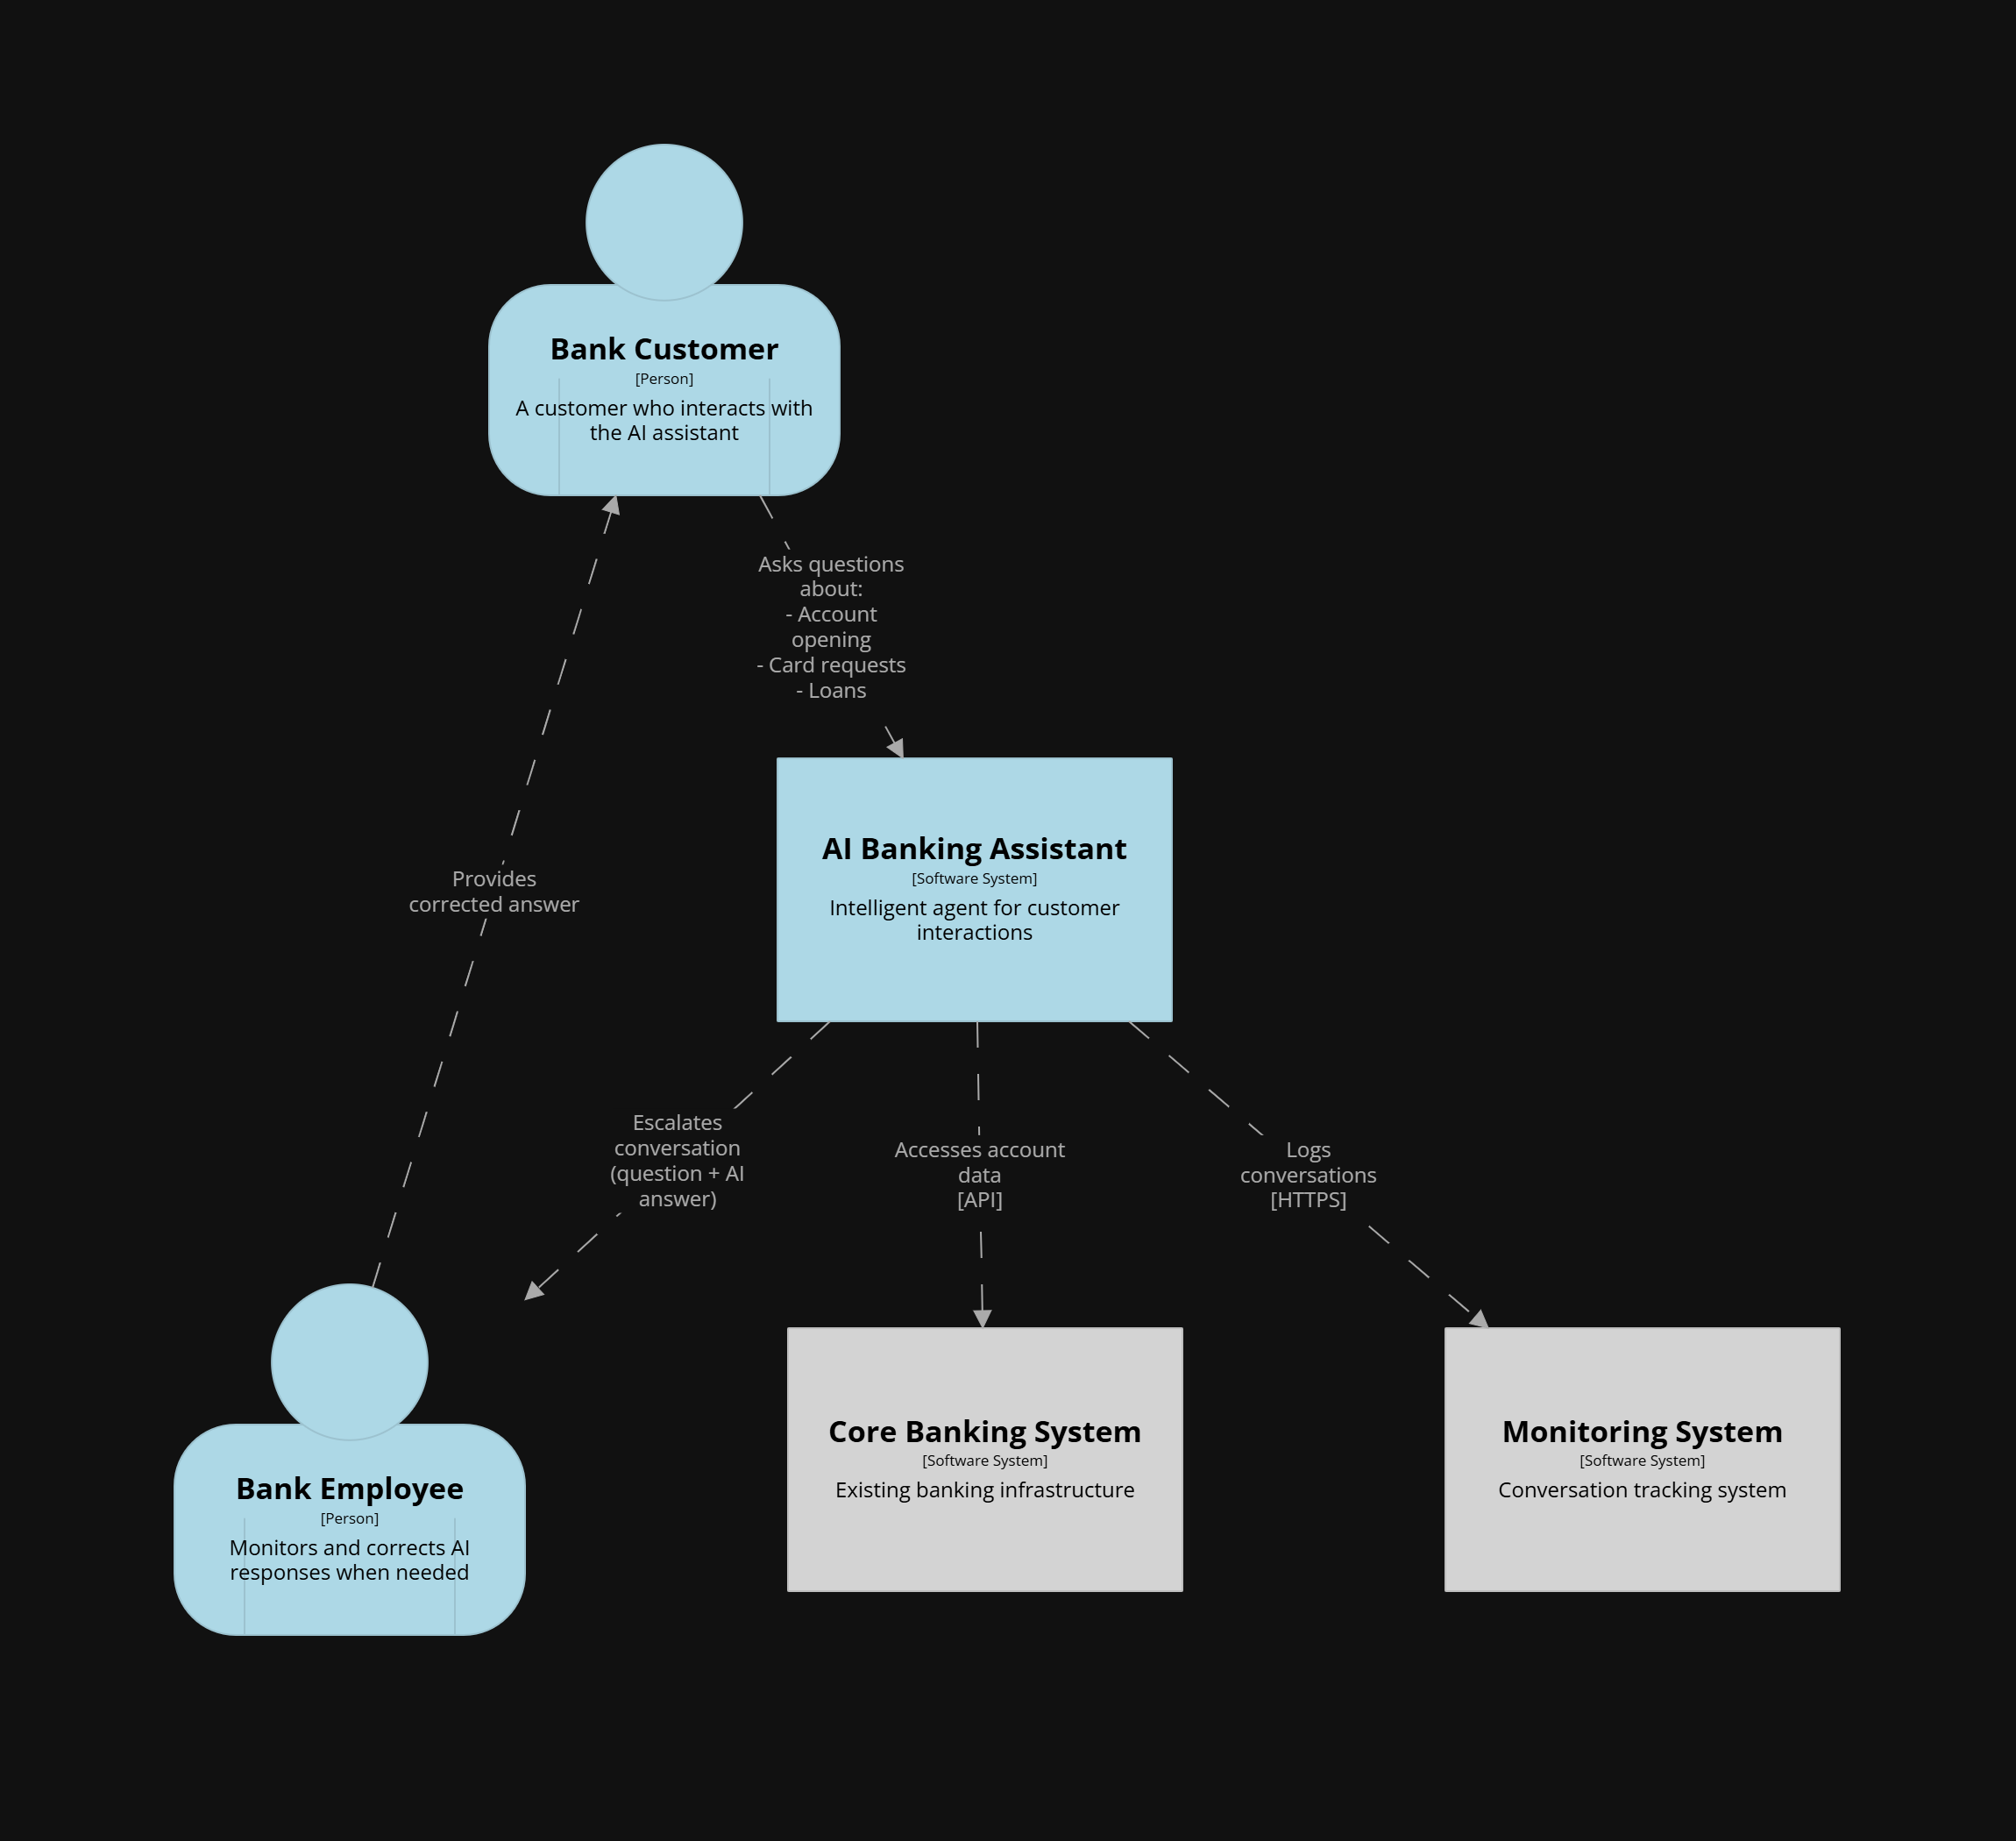 Bank Customer
[Person]
A customer who interacts with
the AI assistant
Asks questions
about:
- Account
opening
- Card requests
- Loans
AI Banking Assistant
[Software System]
Intelligent agent for customer
interactions
Provides
corrected answer
Escalates
conversation
(question + AI
answer)
Accesses account
data
[API]
Logs
conversations
[HTTPS]
Bank Employee
[Person]
Monitors and corrects AI
responses when needed
Core Banking System
[Software System]
Existing banking infrastructure
Monitoring System
[Software System]
Conversation tracking system